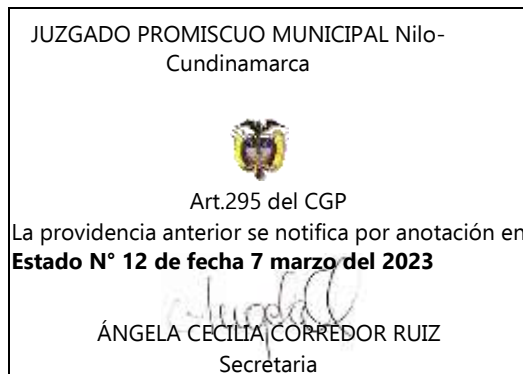 JUZGADO PROMISCUO MUNICIPAL Nilo-
Cundinamarca
Art.295 del CGP
La providencia anterior se notifica por anotación en
Estado N° 12 de fecha 7 marzo del 2023
ÁNGELA CECILIA CORREDOR RUIZ
Secretaria